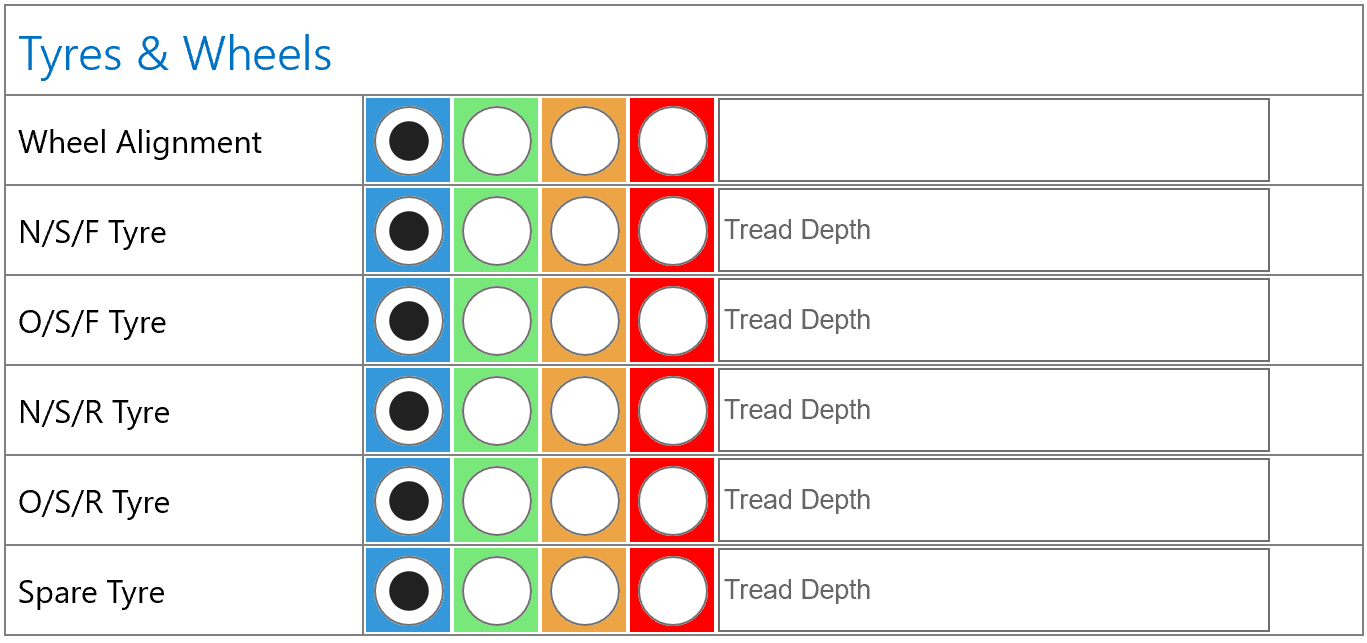 Tyres & Wheels
Wheel Alignment
N/S/F Tyre Tread Depth
O/S/F Tyre Tread Depth
N/S/R Tyre Tread Depth
O/S/R Tyre Tread Depth
Spare Tyre Tread Depth